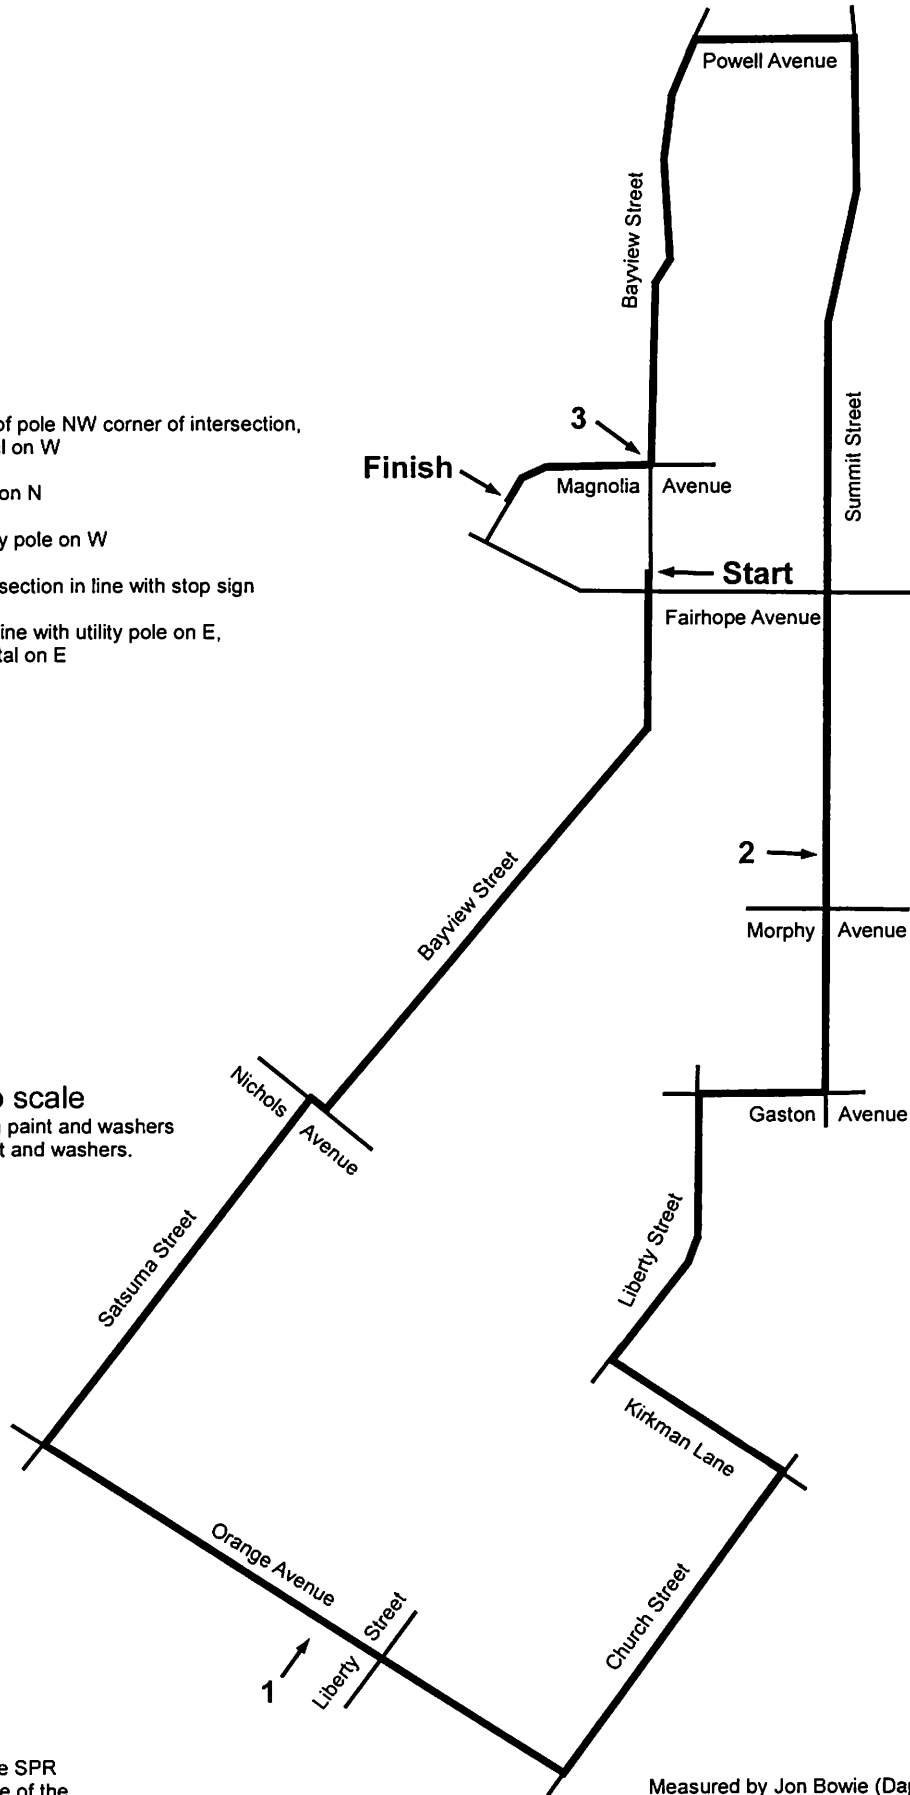 Powell Avenue
Bayview Street
Summit Street
of pole NW corner of intersection,
on W
3
Finish
Magnolia Avenue
on N
pole on W
Start
section in line with stop sign
Fairhope Avenue
line with utility pole on E,
on E
2
Bayview Street
Morphy Avenue
Nichols Avenue
scale
paint and washers
and washers.
Gaston Avenue
Satsuma Street
Liberty Street
Kirkman Lane
Orange Avenue
Church Street
Liberty Street
1
SPR
of the
Measured by Jon Bowie